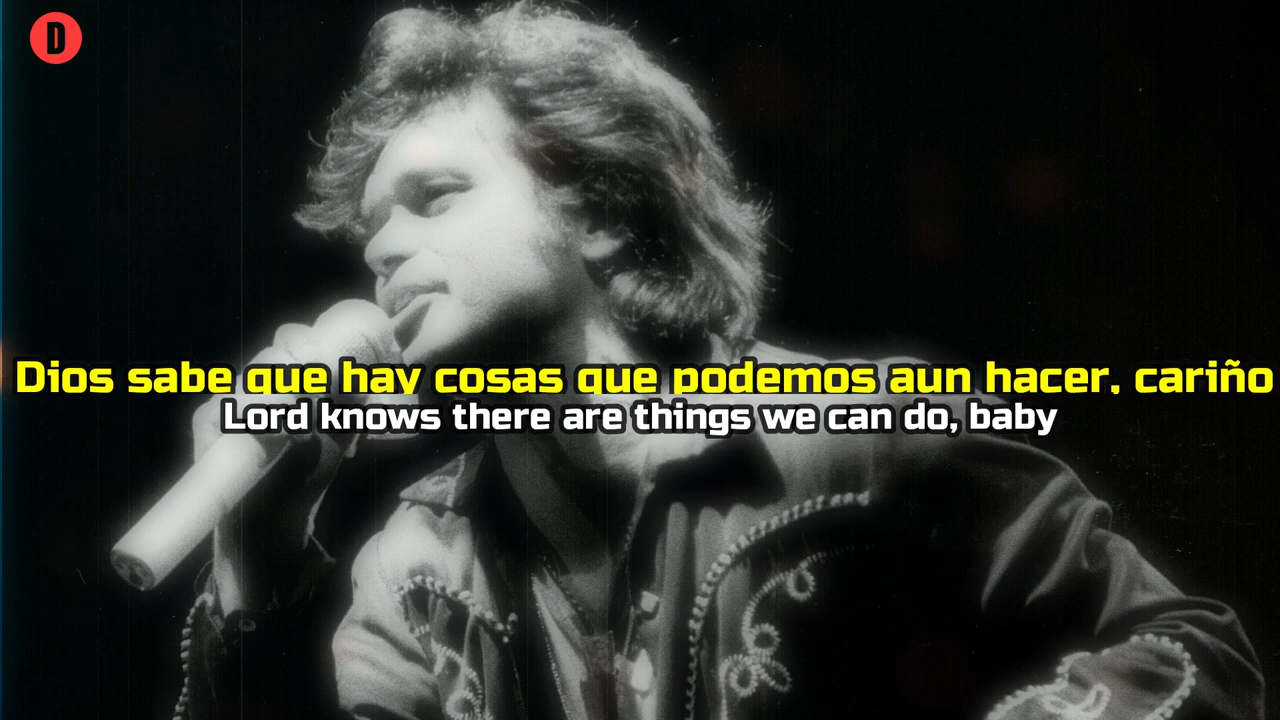 D
Dios sabe que hay cosas que podemos aun hacer, cariño
Lord knows there are things we can do, baby